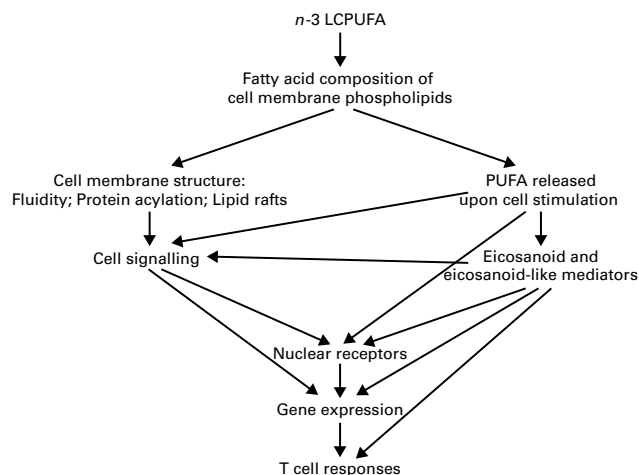 n-3 LCPUFA
Fatty acid composition of
cell membrane phospholipids
Cell membrane structure:
Fluidity; Protein acylation; Lipid rafts
PUFA released
upon cell stimulation
Cell signalling
Eicosanoid and
eicosanoid-like mediators
Nuclear receptors
Gene expression
T cell responses